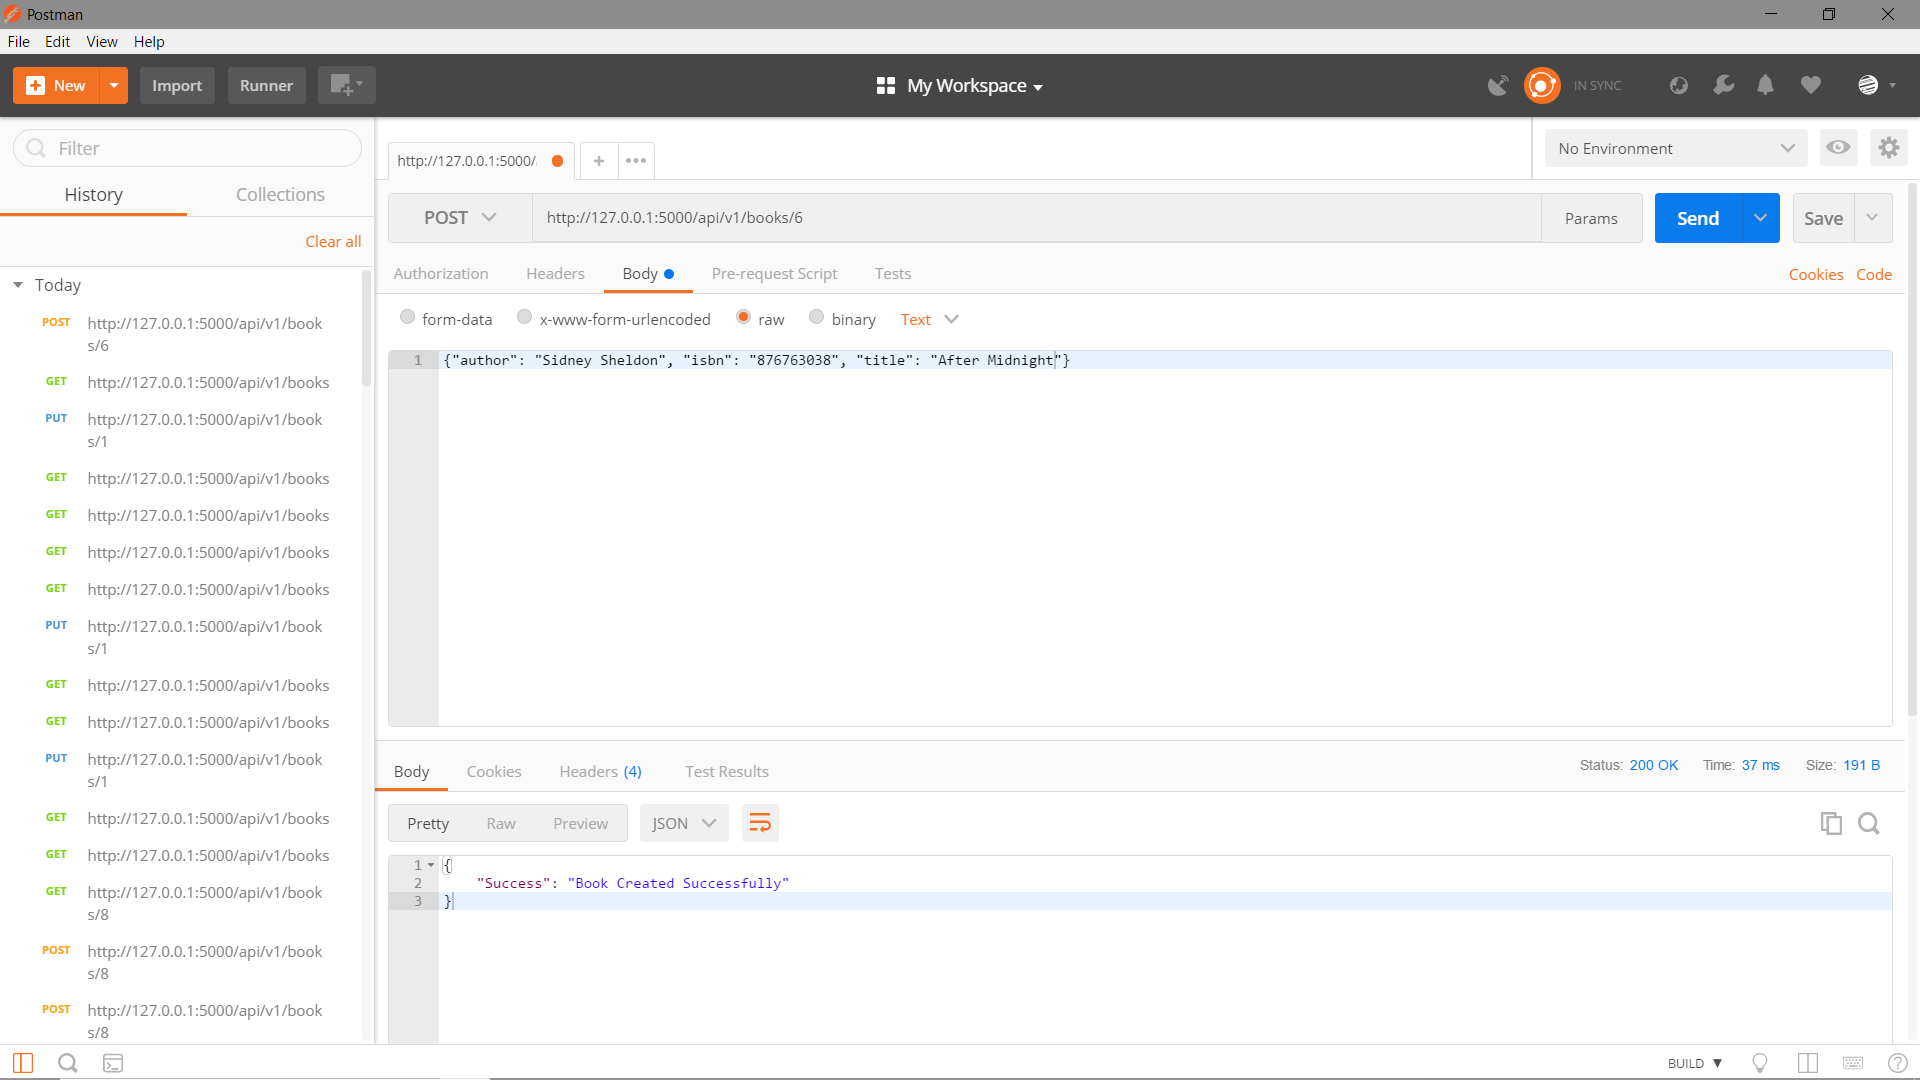 Postman
File Edit View Help
New Import Runner My Workspace IN SYNC
Filter
History Collections
Clear all
Today
POST http://127.0.0.1:5000/api/v1/book
s/6
GET http://127.0.0.1:5000/api/v1/books
PUT http://127.0.0.1:5000/api/v1/book
s/1
GET http://127.0.0.1:5000/api/v1/books
GET http://127.0.0.1:5000/api/v1/books
GET http://127.0.0.1:5000/api/v1/books
GET http://127.0.0.1:5000/api/v1/books
PUT http://127.0.0.1:5000/api/v1/book
s/1
GET http://127.0.0.1:5000/api/v1/books
GET http://127.0.0.1:5000/api/v1/books
PUT http://127.0.0.1:5000/api/v1/book
s/1
GET http://127.0.0.1:5000/api/v1/books
GET http://127.0.0.1:5000/api/v1/books
GET http://127.0.0.1:5000/api/v1/book
s/8
POST http://127.0.0.1:5000/api/v1/book
s/8
POST http://127.0.0.1:5000/api/v1/book
s/8
http://127.0.0.1:5000/ + ••• No Environment
POST http://127.0.0.1:5000/api/v1/books/6 Params Send Save
Authorization Headers Body Pre-request Script Tests Cookies Code
form-data x-www-form-urlencoded raw binary Text
1 {"author": "Sidney Sheldon", "isbn": "876763038", "title": "After Midnight"}
Body Cookies Headers (4) Test Results Status: 200 OK Time: 37 ms Size: 191 B
Pretty Raw Preview JSON
1 {
2 "Success": "Book Created Successfully"
3 }
BUILD